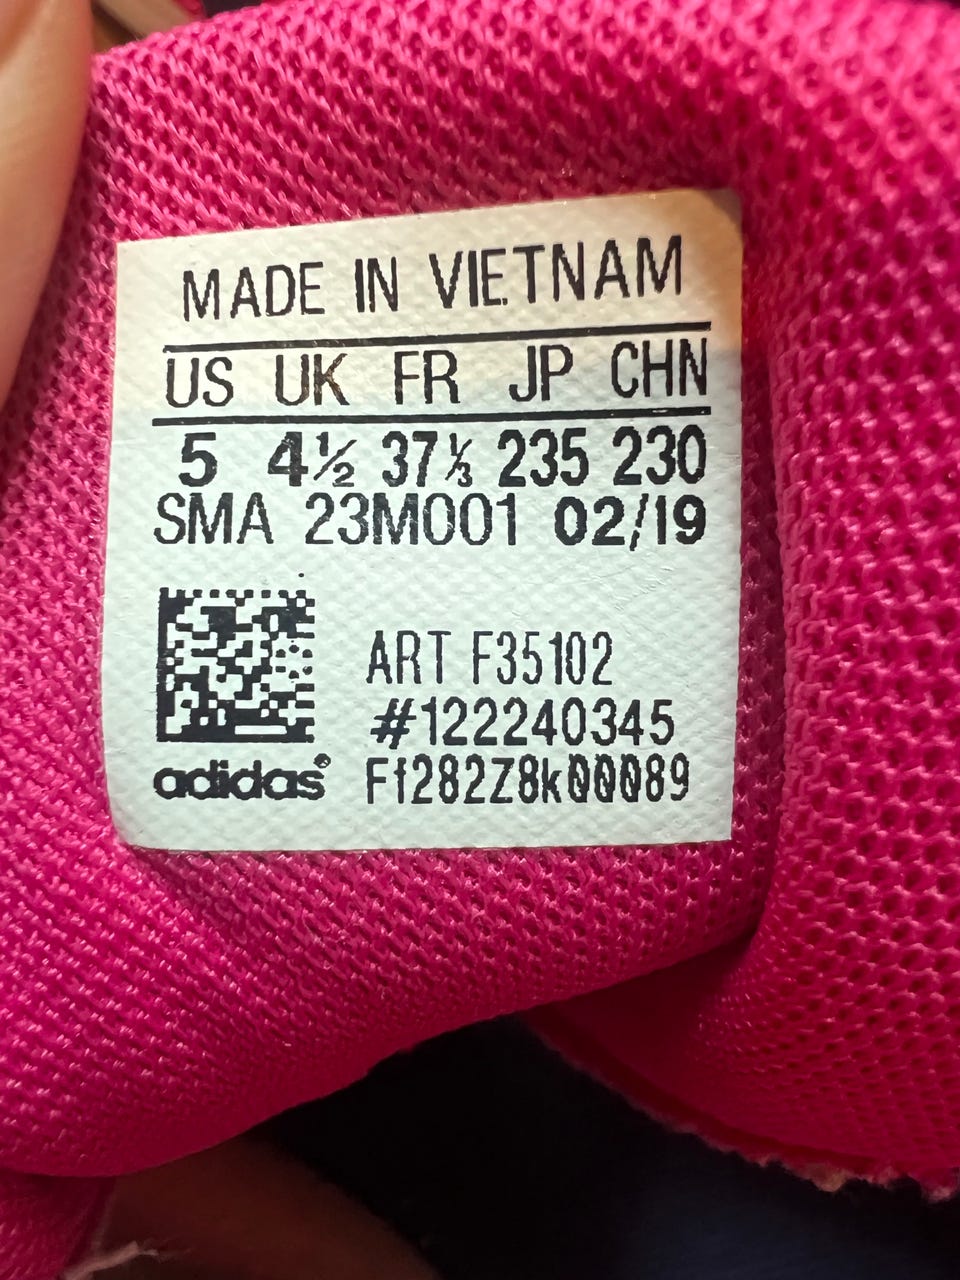 MADE IN VIETNAM
US UK FR JP CHN
5 4½ 37⅓ 235 230
SMA 23M001 02/19
ART F35102
#122240345
adidas® F1282Z8k00089